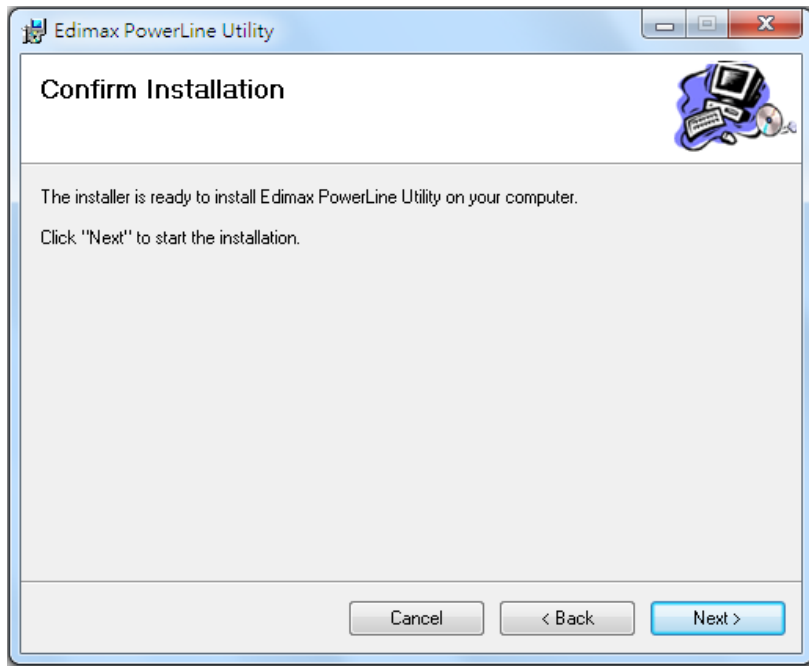 Edimax PowerLine Utility
Confirm Installation
The installer is ready to install Edimax PowerLine Utility on your computer.
Click "Next" to start the installation.
Cancel
< Back
Next >